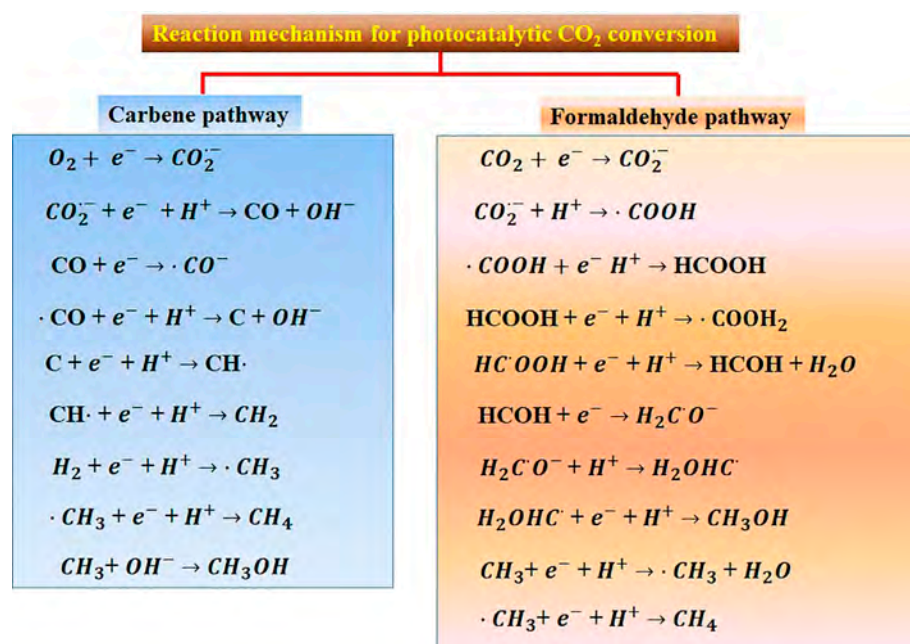 Reaction mechanism for photocatalytic CO₂ conversion
Carbene pathway
O₂ + e⁻ → CO₂·⁻
CO₂·⁻ + e⁻ + H⁺ → CO + OH⁻
CO + e⁻ → · CO⁻
· CO + e⁻ + H⁺ → C + OH⁻
C + e⁻ + H⁺ → CH·
CH· + e⁻ + H⁺ → CH₂
H₂ + e⁻ + H⁺ → · CH₃
· CH₃ + e⁻ + H⁺ → CH₄
CH₃+ OH⁻ → CH₃OH
Formaldehyde pathway
CO₂ + e⁻ → CO₂·⁻
CO₂·⁻ + H⁺ → · COOH
· COOH + e⁻ H⁺ → HCOOH
HCOOH + e⁻ + H⁺ → · COOH₂
HC·OOH + e⁻ + H⁺ → HCOH + H₂O
HCOH + e⁻ → H₂C·O⁻
H₂C·O⁻ + H⁺ → H₂OHC·
H₂OHC· + e⁻ + H⁺ → CH₃OH
CH₃+ e⁻ + H⁺ → · CH₃ + H₂O
· CH₃+ e⁻ + H⁺ → CH₄